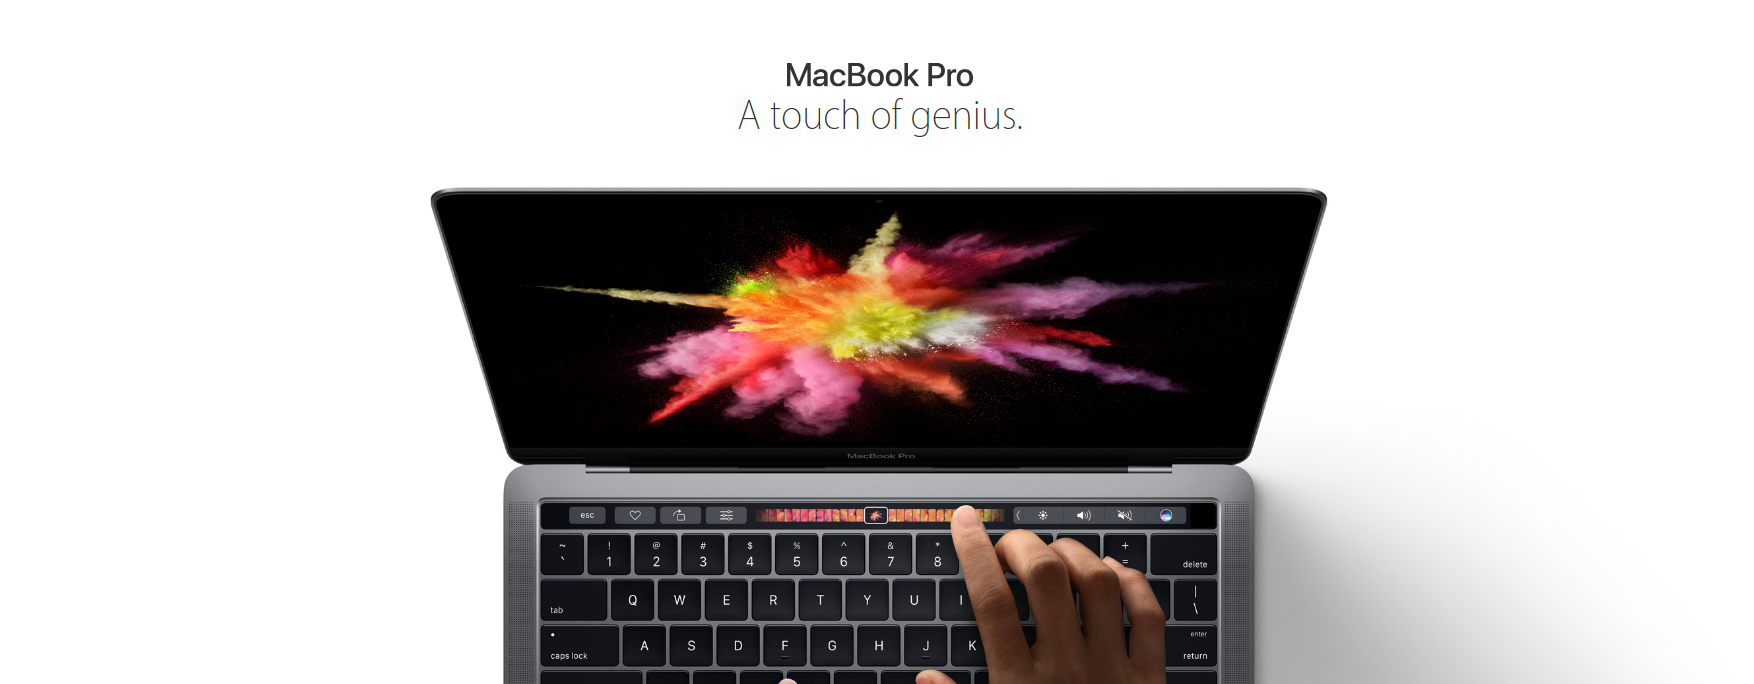 MacBook Pro
A touch of genius.
MacBook Pro
esc
~ ! @ # $ % ^ & * +
` 1 2 3 4 5 6 7 8 =
delete
tab Q W E R T Y U I | \
caps lock A S D F G H J K enter return